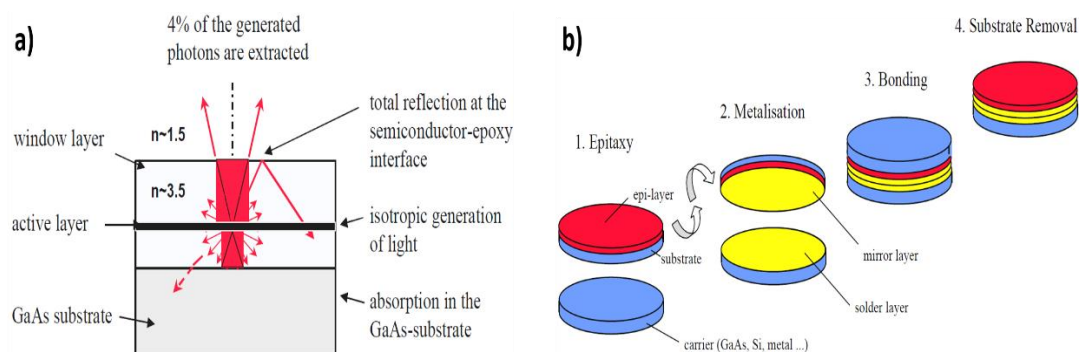 a)
4% of the generated
photons are extracted
window layer
n~1.5
n~3.5
active layer
GaAs substrate
total reflection at the
semiconductor-epoxy
interface
isotropic generation
of light
absorption in the
GaAs-substrate
b)
1. Epitaxy
epi-layer
substrate
carrier (GaAs, Si, metal ...)
2. Metalisation
mirror layer
solder layer
3. Bonding
4. Substrate Removal